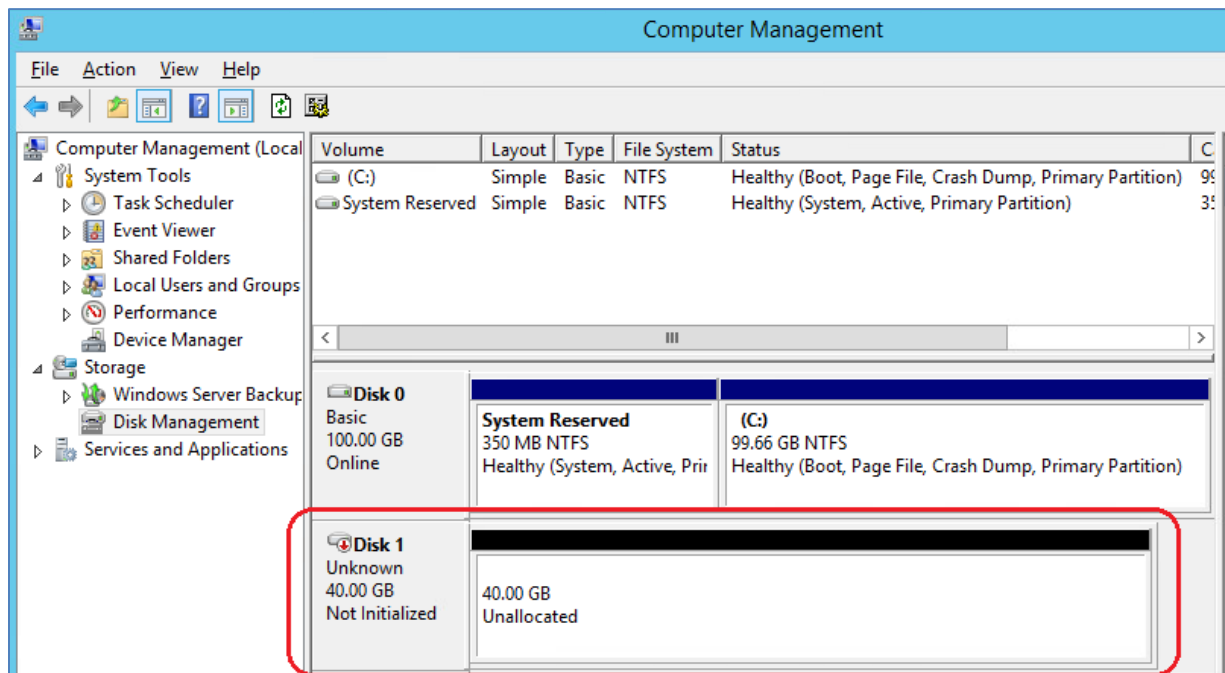 Computer Management
File Action View Help
Computer Management (Local
System Tools
Task Scheduler
Event Viewer
Shared Folders
Local Users and Groups
Performance
Device Manager
Storage
Windows Server Backup
Disk Management
Services and Applications
Volume Layout Type File System Status C
(C:) Simple Basic NTFS Healthy (Boot, Page File, Crash Dump, Primary Partition) 99
System Reserved Simple Basic NTFS Healthy (System, Active, Primary Partition) 35
Disk 0
Basic
100.00 GB
Online
System Reserved
350 MB NTFS
Healthy (System, Active, Prir
(C:)
99.66 GB NTFS
Healthy (Boot, Page File, Crash Dump, Primary Partition)
Disk 1
Unknown
40.00 GB
Not Initialized
40.00 GB
Unallocated